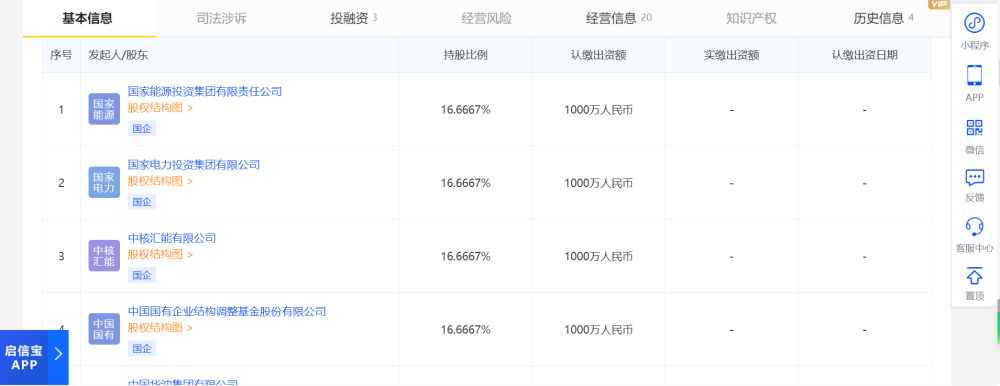 基本信息 司法涉诉 投融资 3 经营风险 经营信息 20 知识产权 历史信息 4
VIP
序号 发起人/股东 持股比例 认缴出资额 实缴出资额 认缴出资日期
国家能源投资集团有限责任公司
1 国家能源 股权结构图 > 16.6667% 1000万人民币 - -
国企
国家电力投资集团有限公司
2 国家电力 股权结构图 > 16.6667% 1000万人民币 - -
国企
中核汇能有限公司
3 中核汇能 股权结构图 > 16.6667% 1000万人民币 - -
国企
中国国有企业结构调整基金股份有限公司
4 中国国有 股权结构图 > 16.6667% 1000万人民币 - -
国企
中国华油集团有限公司
启信宝
APP
小程序
APP
微信
反馈
客服中心
置顶